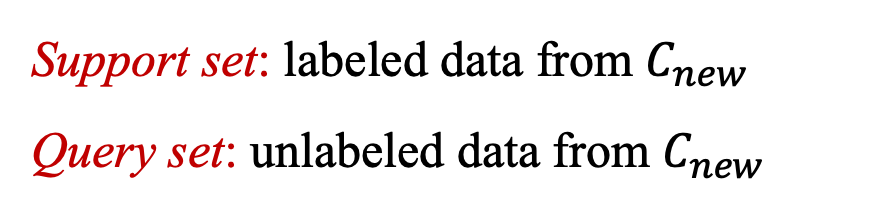 Support set: labeled data from C_new
Query set: unlabeled data from C_new